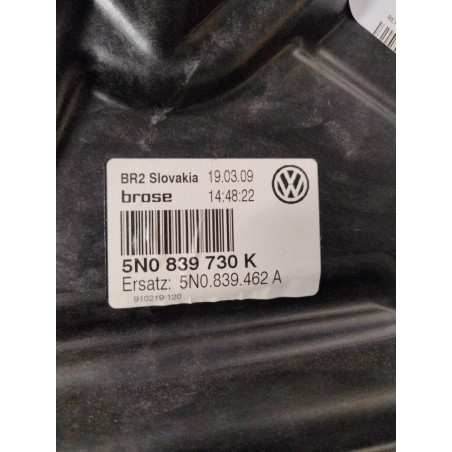 BR2 Slovakia 19.03.09
brose 14:48:22
5N0 839 730 K
Ersatz: 5N0.839.462 A
910219-120